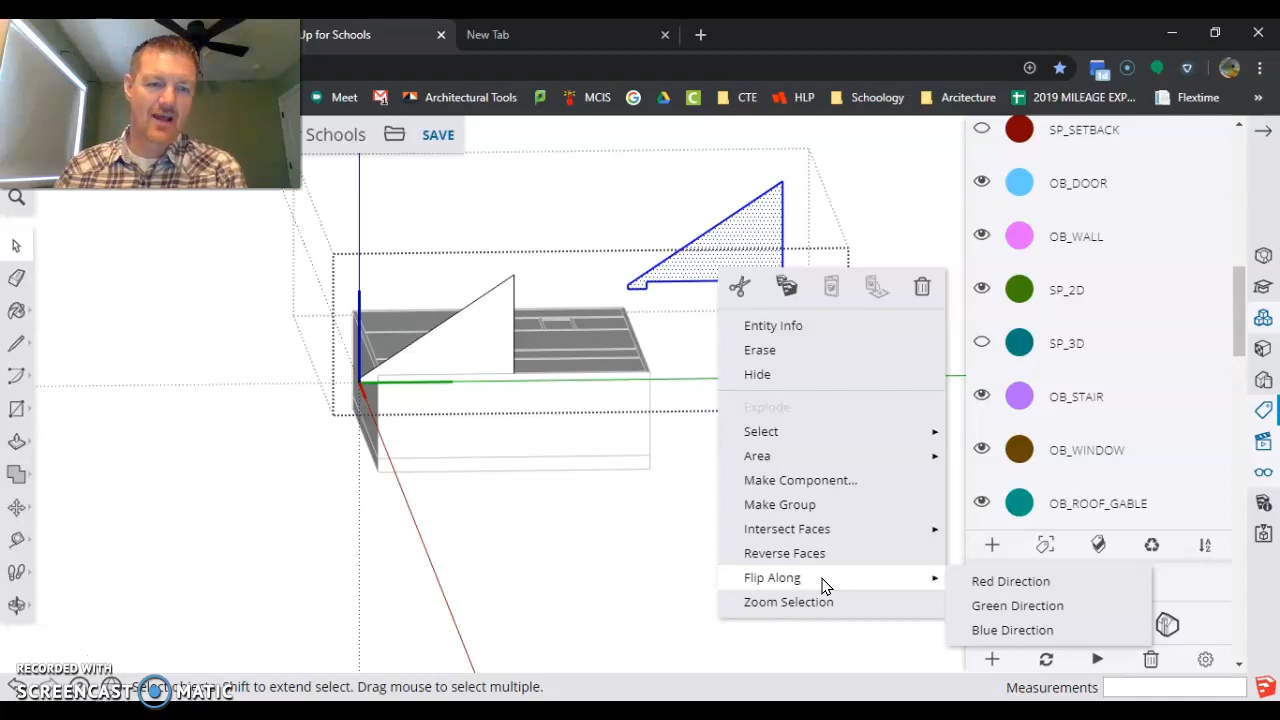 Up for Schools
New Tab
Meet
Architectural Tools
MCIS
CTE
HLP
Schoology
Arcitecture
2019 MILEAGE EXP...
Flextime
»
r Schools
SAVE
SP_SETBACK
OB_DOOR
OB_WALL
SP_2D
SP_3D
OB_STAIR
OB_WINDOW
OB_ROOF_GABLE
Entity Info
Erase
Hide
Explode
Select
Area
Make Component...
Make Group
Intersect Faces
Reverse Faces
Flip Along
Zoom Selection
Red Direction
Green Direction
Blue Direction
RECORDED WITH
SCREENCAST MATIC
Select objects. Shift to extend select. Drag mouse to select multiple.
Measurements